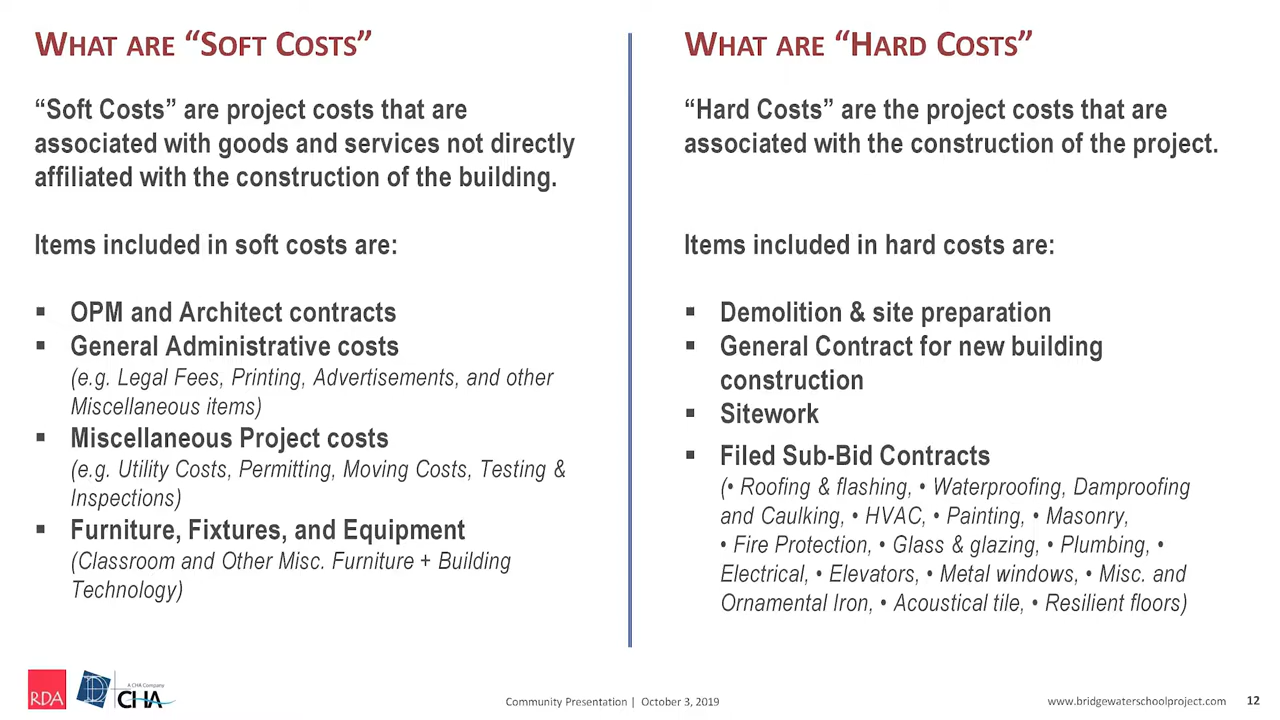 WHAT ARE “SOFT COSTS”
“Soft Costs” are project costs that are
associated with goods and services not directly
affiliated with the construction of the building.
Items included in soft costs are:
▪ OPM and Architect contracts
▪ General Administrative costs
(e.g. Legal Fees, Printing, Advertisements, and other
Miscellaneous items)
▪ Miscellaneous Project costs
(e.g. Utility Costs, Permitting, Moving Costs, Testing &
Inspections)
▪ Furniture, Fixtures, and Equipment
(Classroom and Other Misc. Furniture + Building
Technology)
WHAT ARE “HARD COSTS”
“Hard Costs” are the project costs that are
associated with the construction of the project.
Items included in hard costs are:
▪ Demolition & site preparation
▪ General Contract for new building
construction
▪ Sitework
▪ Filed Sub-Bid Contracts
(• Roofing & flashing, • Waterproofing, Damproofing
and Caulking, • HVAC, • Painting, • Masonry,
• Fire Protection, • Glass & glazing, • Plumbing, •
Electrical, • Elevators, • Metal windows, • Misc. and
Ornamental Iron, • Acoustical tile, • Resilient floors)
RDA
A CHA Company
CHA
Community Presentation | October 3, 2019
www.bridgewaterschoolproject.com 12